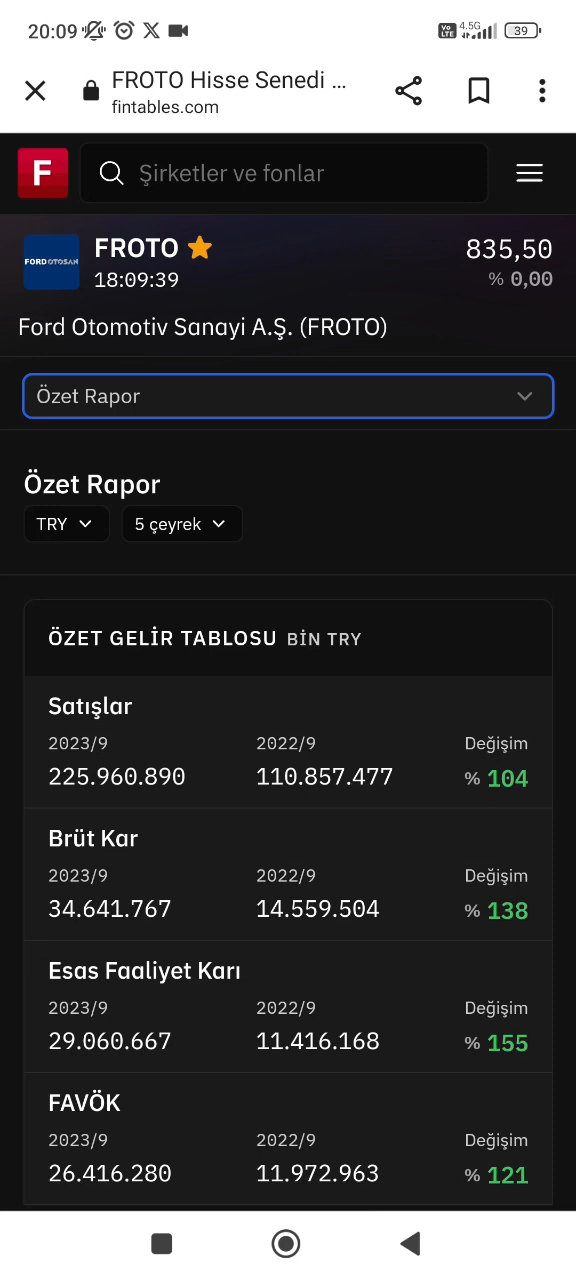 20:09
Vo LTE 4.5G 39
FROTO Hisse Senedi ...
fintables.com
F
Şirketler ve fonlar
FORD OTOSAN
FROTO
835,50
18:09:39
% 0,00
Ford Otomotiv Sanayi A.Ş. (FROTO)
Özet Rapor
Özet Rapor
TRY
5 çeyrek
ÖZET GELİR TABLOSU BİN TRY
Satışlar
2023/9 2022/9 Değişim
225.960.890 110.857.477 % 104
Brüt Kar
2023/9 2022/9 Değişim
34.641.767 14.559.504 % 138
Esas Faaliyet Karı
2023/9 2022/9 Değişim
29.060.667 11.416.168 % 155
FAVÖK
2023/9 2022/9 Değişim
26.416.280 11.972.963 % 121